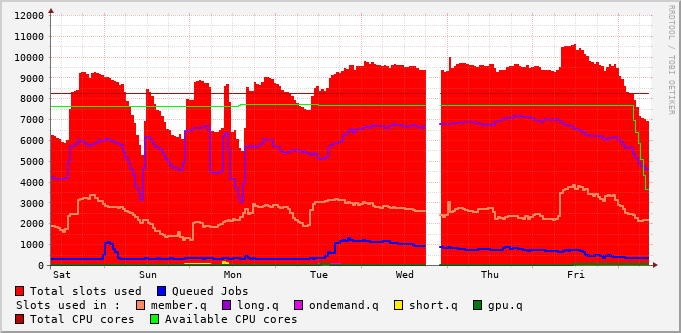 12000
11000
10000
9000
8000
7000
6000
5000
4000
3000
2000
1000
0
Sat Sun Mon Tue Wed Thu Fri
RRDTOOL / TOBI OETIKER
Total slots used Queued Jobs
Slots used in : member.q long.q ondemand.q short.q gpu.q
Total CPU cores Available CPU cores